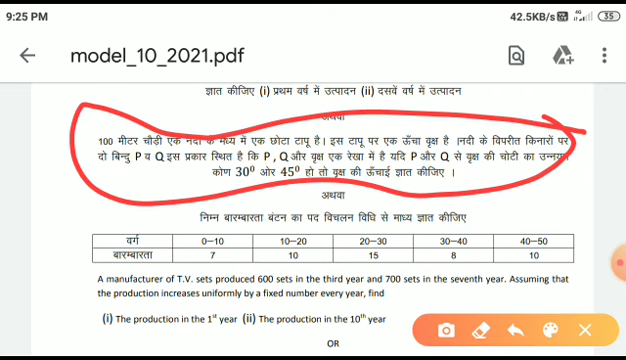 9:25 PM 42.5KB/s 4G 35
model_10_2021.pdf
ज्ञात कीजिए (i) प्रथम वर्ष में उत्पादन (ii) दसवें वर्ष में उत्पादन
अथवा
100 मीटर चौड़ी एक नदी के मध्य में एक छोटा टापू है। इस टापू पर एक ऊँचा वृक्ष है ।नदी के विपरीत किनारों पर
दो बिन्दु P व Q इस प्रकार स्थित है कि P , Q और वृक्ष एक रेखा में है यदि P और Q से वृक्ष की चोटी का उन्नयन
कोण 30⁰ ओर 45⁰ हो तो वृक्ष की ऊँचाई ज्ञात कीजिए ।
अथवा
निम्न बारम्बारता बंटन का पद विचलन विधि से माध्य ज्ञात कीजिए
वर्ग 0–10 10–20 20–30 30–40 40–50
बारम्बारता 7 10 15 8 10
A manufacturer of T.V. sets produced 600 sets in the third year and 700 sets in the seventh year. Assuming that
the production increases uniformly by a fixed number every year, find
(i) The production in the 1st year (ii) The production in the 10th year
OR